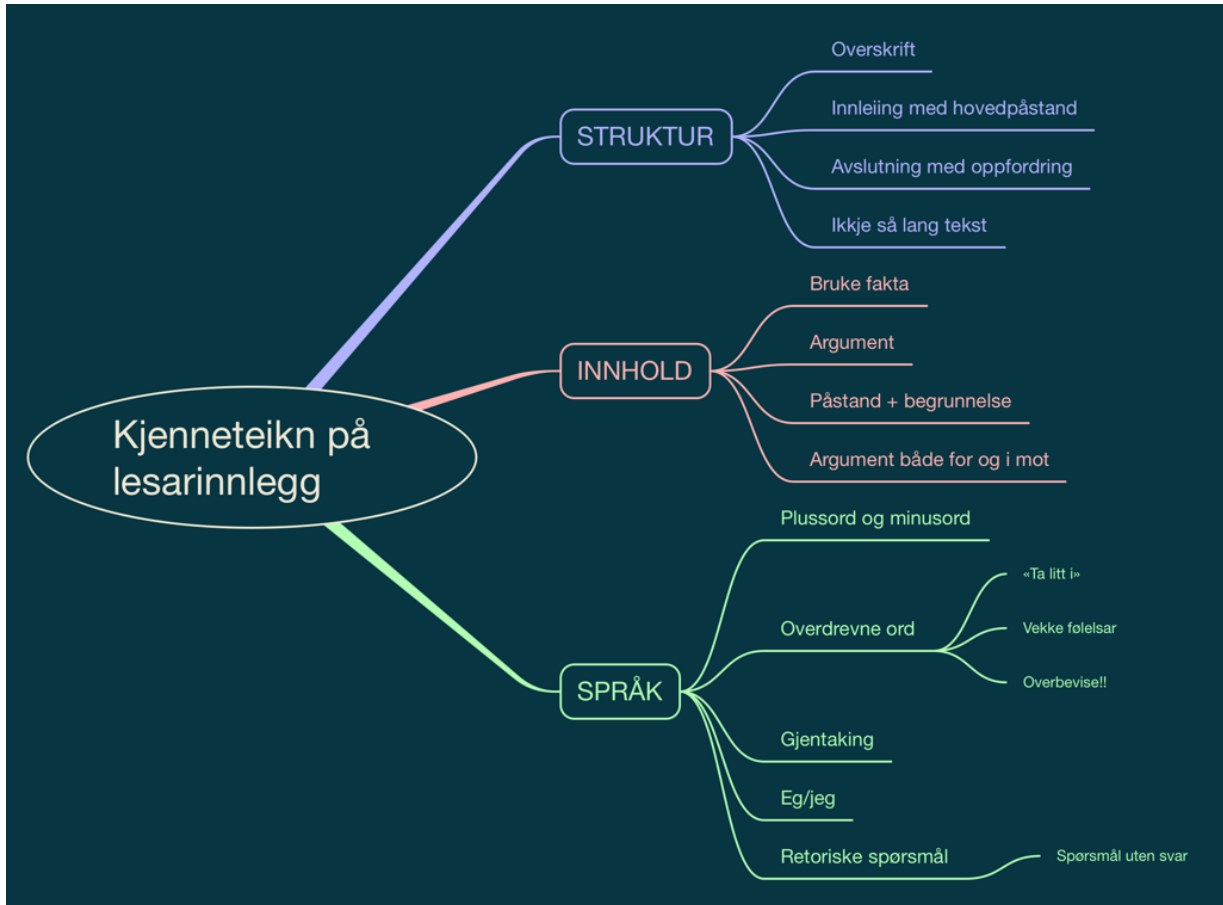 Kjenneteikn på
lesarinnlegg
STRUKTUR
Overskrift
Innleiing med hovedpåstand
Avslutning med oppfordring
Ikkje så lang tekst
INNHOLD
Bruke fakta
Argument
Påstand + begrunnelse
Argument både for og i mot
SPRÅK
Plussord og minusord
Overdrevne ord
«Ta litt i»
Vekke følelsar
Overbevise!!
Gjentaking
Eg/jeg
Retoriske spørsmål
Spørsmål uten svar